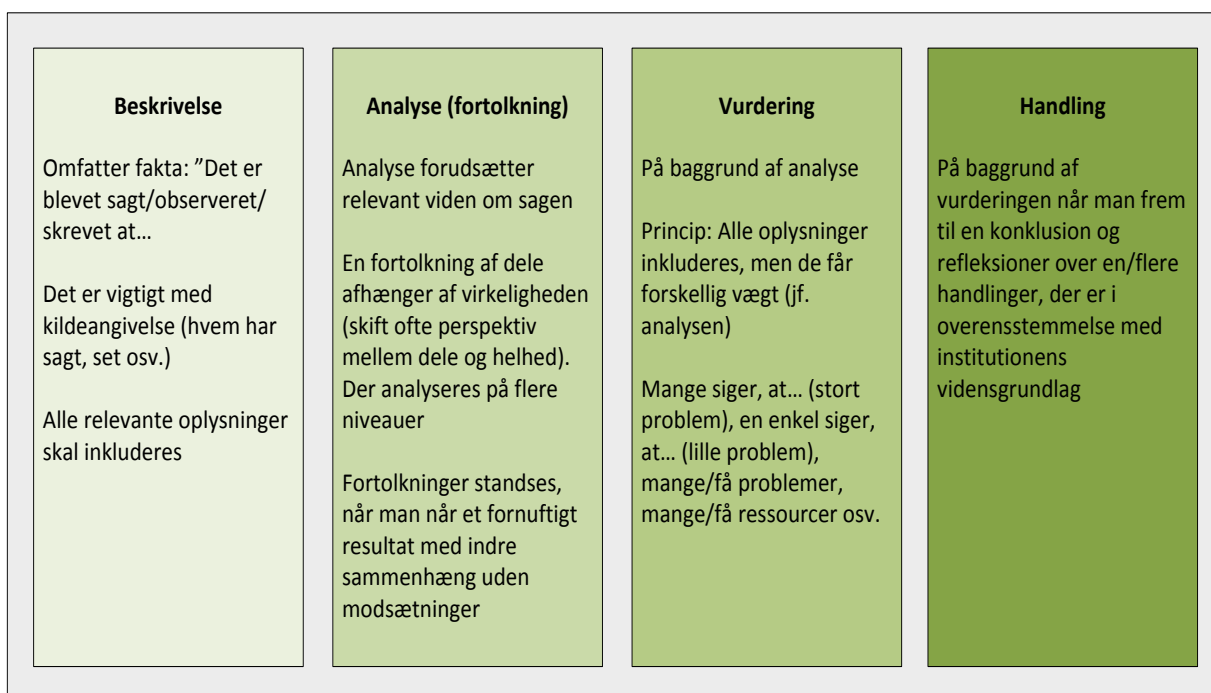 Beskrivelse
Omfatter fakta: ”Det er
blevet sagt/observeret/
skrevet at…
Det er vigtigt med
kildeangivelse (hvem har
sagt, set osv.)
Alle relevante oplysninger
skal inkluderes
Analyse (fortolkning)
Analyse forudsætter
relevant viden om sagen
En fortolkning af dele
afhænger af virkeligheden
(skift ofte perspektiv
mellem dele og helhed).
Der analyseres på flere
niveauer
Fortolkninger standses,
når man når et fornuftigt
resultat med indre
sammenhæng uden
modsætninger
Vurdering
På baggrund af analyse
Princip: Alle oplysninger
inkluderes, men de får
forskellig vægt (jf.
analysen)
Mange siger, at… (stort
problem), en enkel siger,
at… (lille problem),
mange/få problemer,
mange/få ressourcer osv.
Handling
På baggrund af
vurderingen når man frem
til en konklusion og
refleksioner over en/flere
handlinger, der er i
overensstemmelse med
institutionens
vidensgrundlag